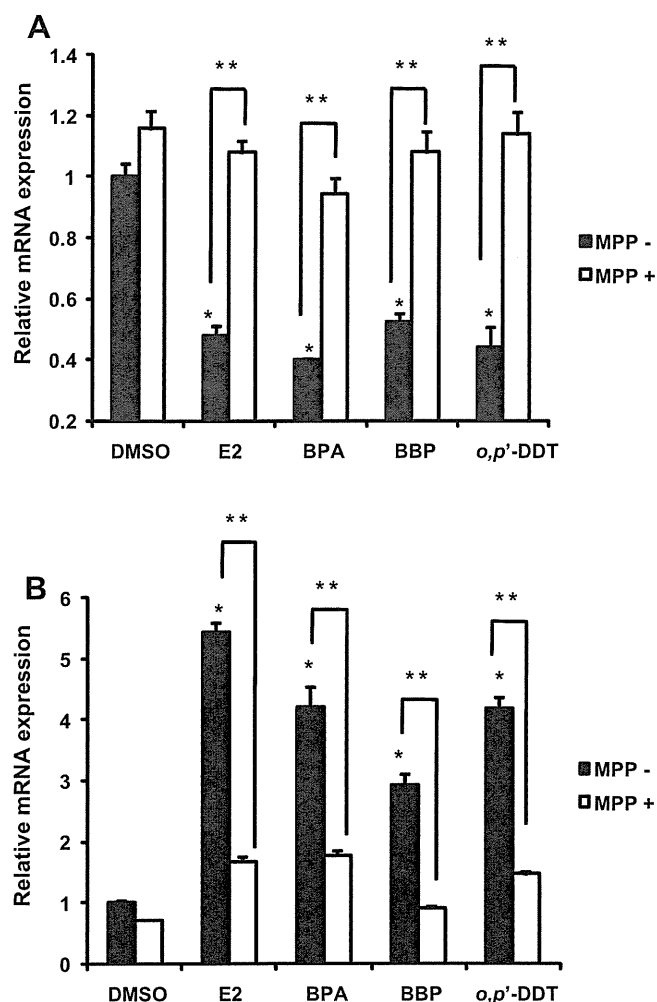 A
Relative mRNA expression
1.4
1.2
1
0.8
0.6
0.4
0.2
** ** ** **
* * * *
DMSO E2 BPA BBP o,p'-DDT
MPP -
MPP +
B
Relative mRNA expression
6
5
4
3
2
1
0
** ** ** **
* * * *
DMSO E2 BPA BBP o,p'-DDT
MPP -
MPP +